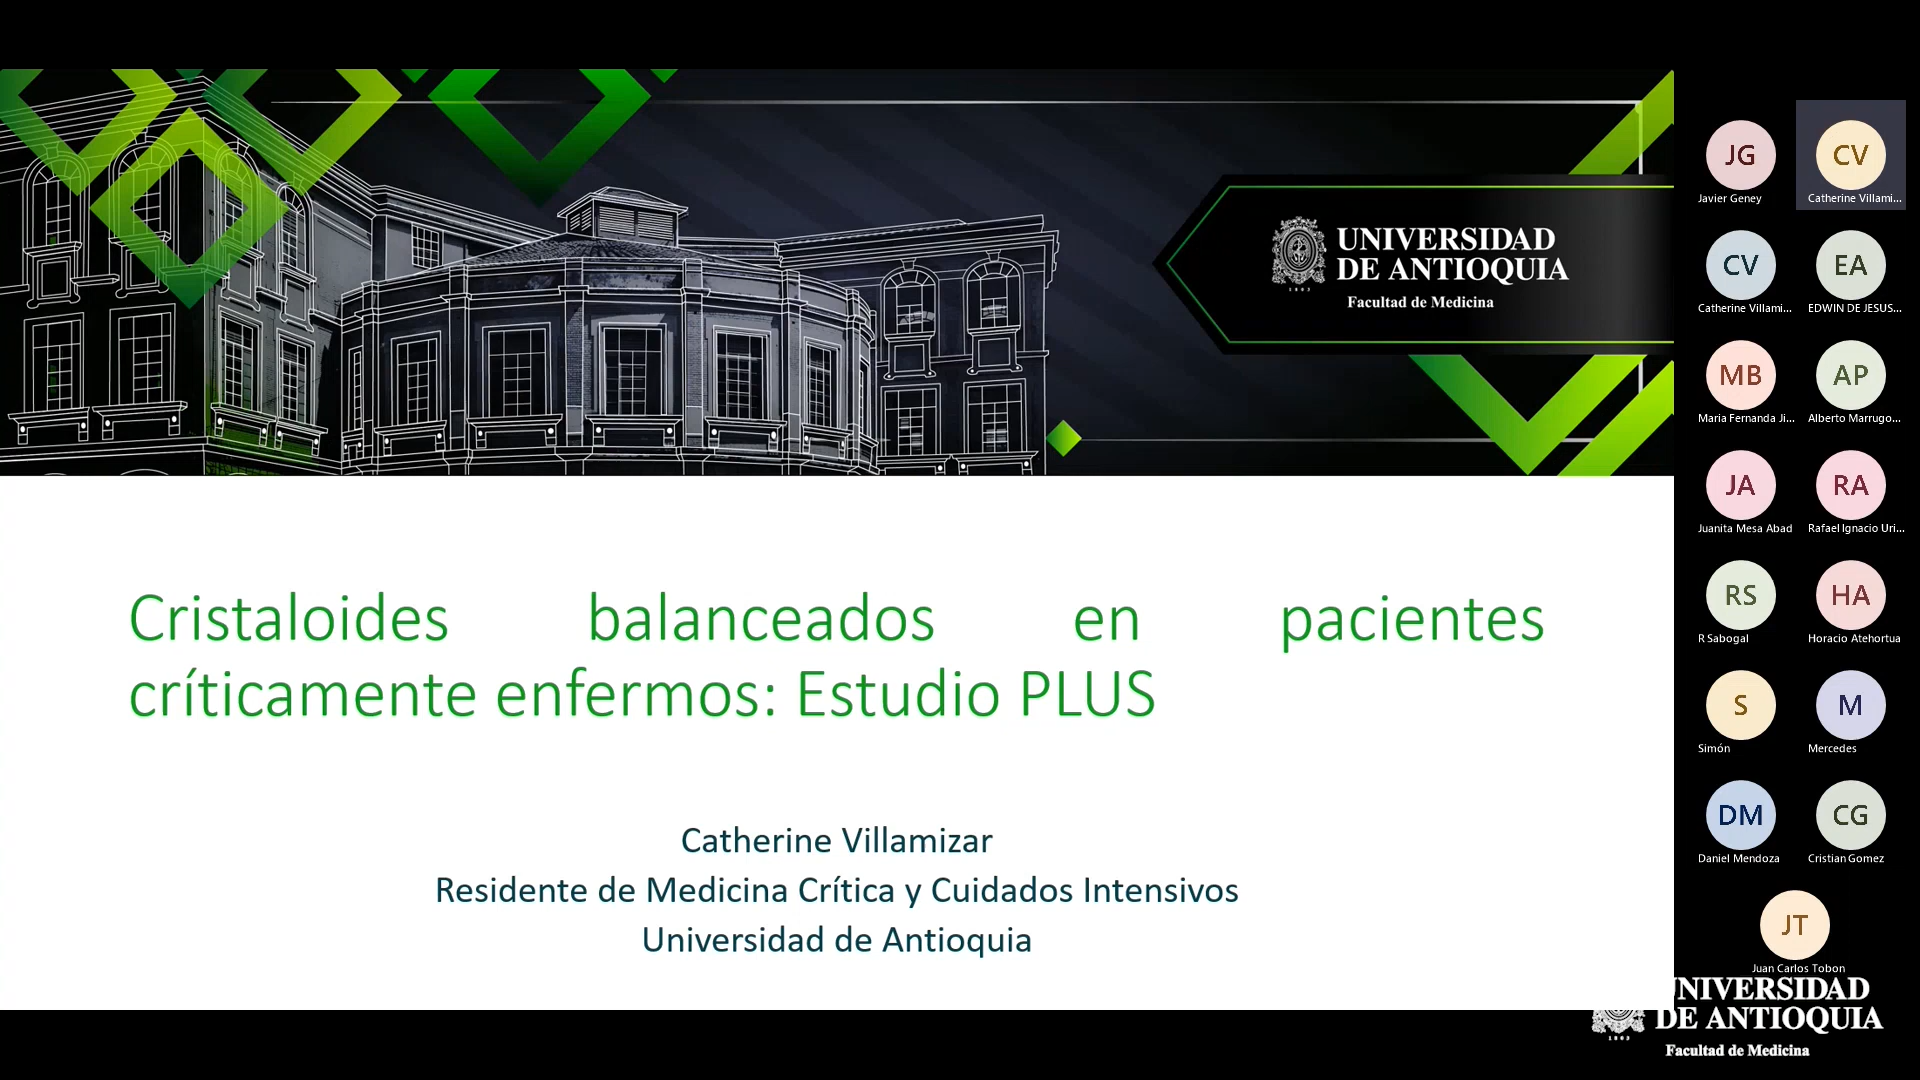 UNIVERSIDAD
DE ANTIOQUIA
1803
Facultad de Medicina
Cristaloides balanceados en pacientes
críticamente enfermos: Estudio PLUS
Catherine Villamizar
Residente de Medicina Crítica y Cuidados Intensivos
Universidad de Antioquia
JG
Javier Geney
CV
Catherine Villami...
CV
Catherine Villami...
EA
EDWIN DE JESUS...
MB
Maria Fernanda Ji...
AP
Alberto Marrugo...
JA
Juanita Mesa Abad
RA
Rafael Ignacio Uri...
RS
R Sabogal
HA
Horacio Atehortua
S
Simón
M
Mercedes
DM
Daniel Mendoza
CG
Cristian Gomez
JT
Juan Carlos Tobon
UNIVERSIDAD
DE ANTIOQUIA
1803
Facultad de Medicina